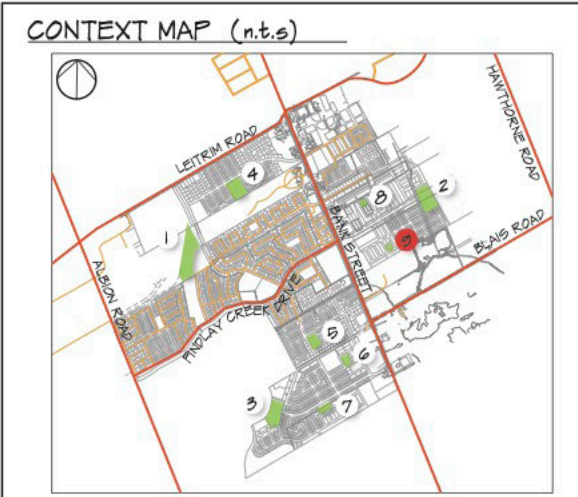 CONTEXT MAP (n.t.s)
HAWTHORNE ROAD
LEITRIM ROAD
4
2
8
1
9
BANK STREET
BLAIS ROAD
ALBION ROAD
FINDLAY CREEK DRIVE
5
6
3
7